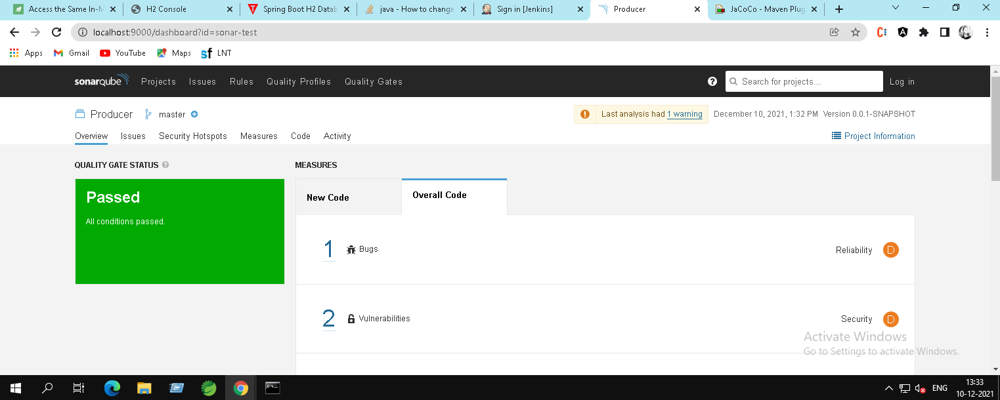 Access the Same In-M
H2 Console
Spring Boot H2 Datab
java - How to change
Sign in [Jenkins]
Producer
JaCoCo - Maven Plug
localhost:9000/dashboard?id=sonar-test
Apps
Gmail
YouTube
Maps
sf LNT
sonarqube
Projects
Issues
Rules
Quality Profiles
Quality Gates
Search for projects...
Log in
Producer
master
Last analysis had 1 warning
December 10, 2021, 1:32 PM
Version 0.0.1-SNAPSHOT
Overview
Issues
Security Hotspots
Measures
Code
Activity
Project Information
QUALITY GATE STATUS
MEASURES
Passed
All conditions passed.
New Code
Overall Code
1
Bugs
Reliability
D
2
Vulnerabilities
Security
D
Activate Windows
Go to Settings to activate Windows.
ENG
13:33
10-12-2021